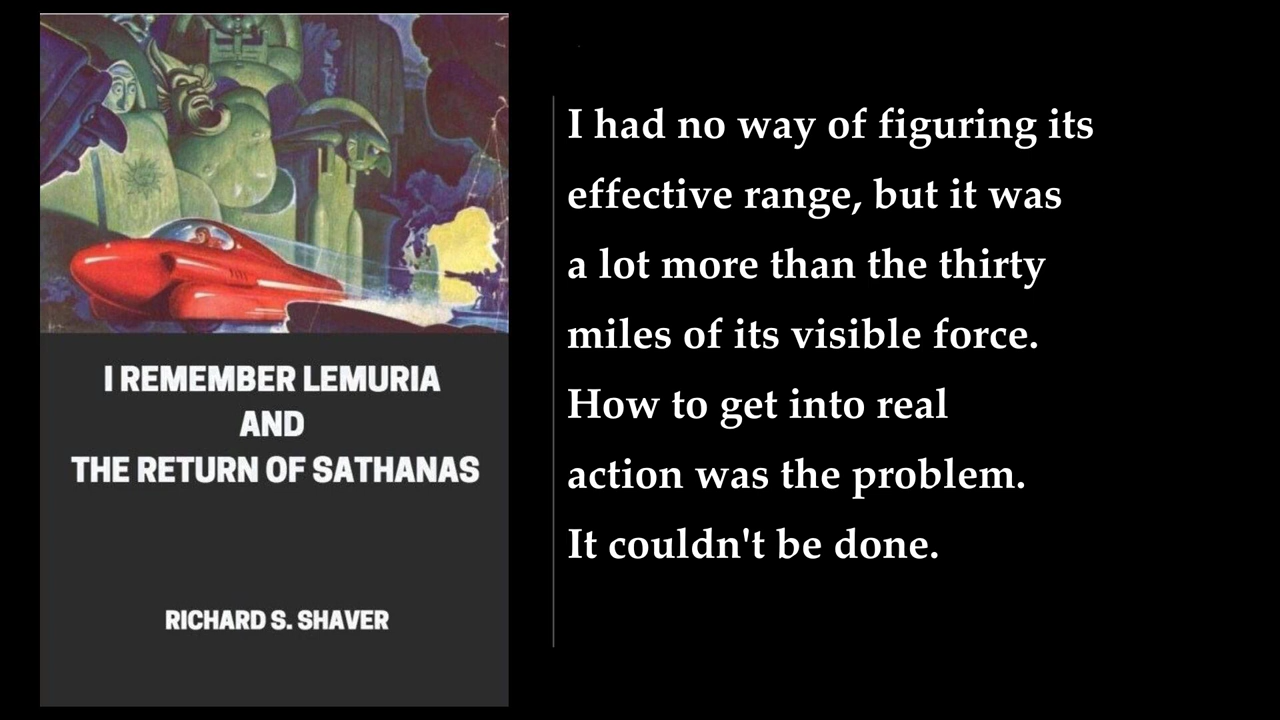 I REMEMBER LEMURIA
AND
THE RETURN OF SATHANAS
RICHARD S. SHAVER
I had no way of figuring its
effective range, but it was
a lot more than the thirty
miles of its visible force.
How to get into real
action was the problem.
It couldn't be done.